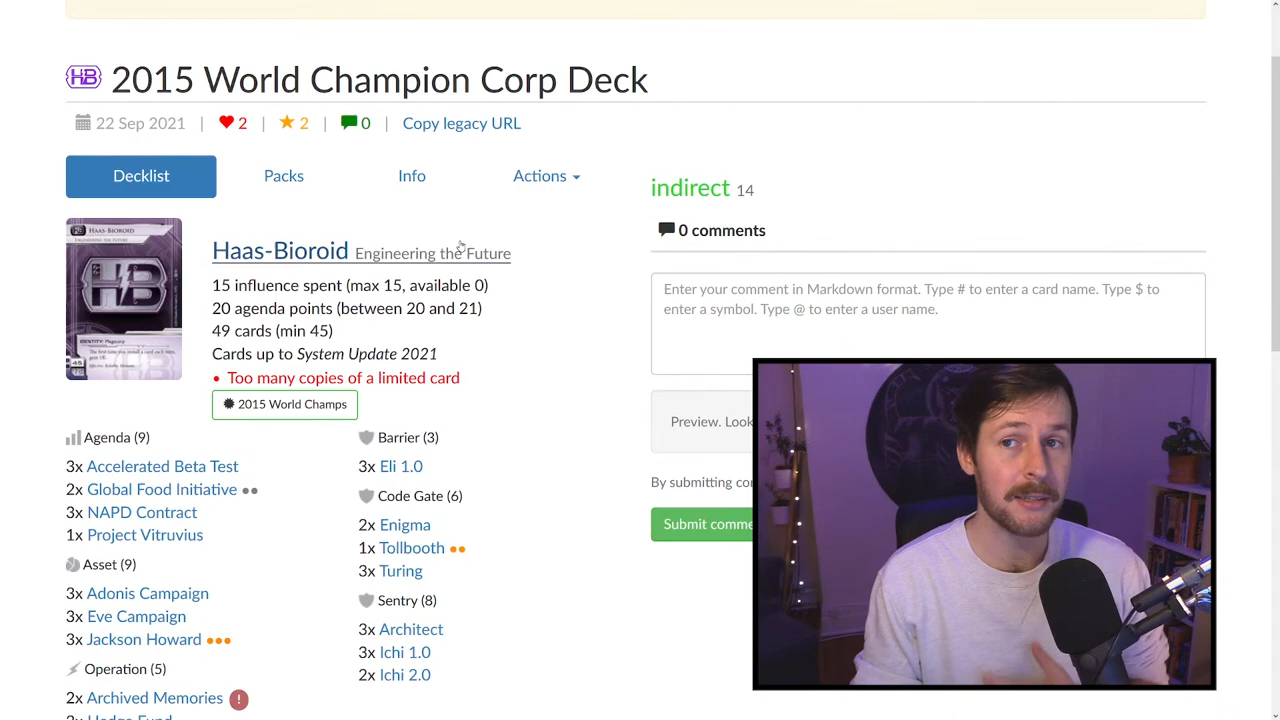 2015 World Champion Corp Deck
22 Sep 2021 | 2 | 2 | 0 | Copy legacy URL
Decklist Packs Info Actions
HAAS-BIOROID
Haas-Bioroid Engineering the Future
15 influence spent (max 15, available 0)
20 agenda points (between 20 and 21)
49 cards (min 45)
Cards up to System Update 2021
• Too many copies of a limited card
2015 World Champs
Agenda (9)
3x Accelerated Beta Test
2x Global Food Initiative
3x NAPD Contract
1x Project Vitruvius
Asset (9)
3x Adonis Campaign
3x Eve Campaign
3x Jackson Howard
Operation (5)
2x Archived Memories !
Hedge Fund
Barrier (3)
3x Eli 1.0
Code Gate (6)
2x Enigma
1x Tollbooth
3x Turing
Sentry (8)
3x Architect
3x Ichi 1.0
2x Ichi 2.0
indirect 14
0 comments
Enter your comment in Markdown format. Type # to enter a card name. Type $ to
enter a symbol. Type @ to enter a user name.
Preview. Look
By submitting
Submit